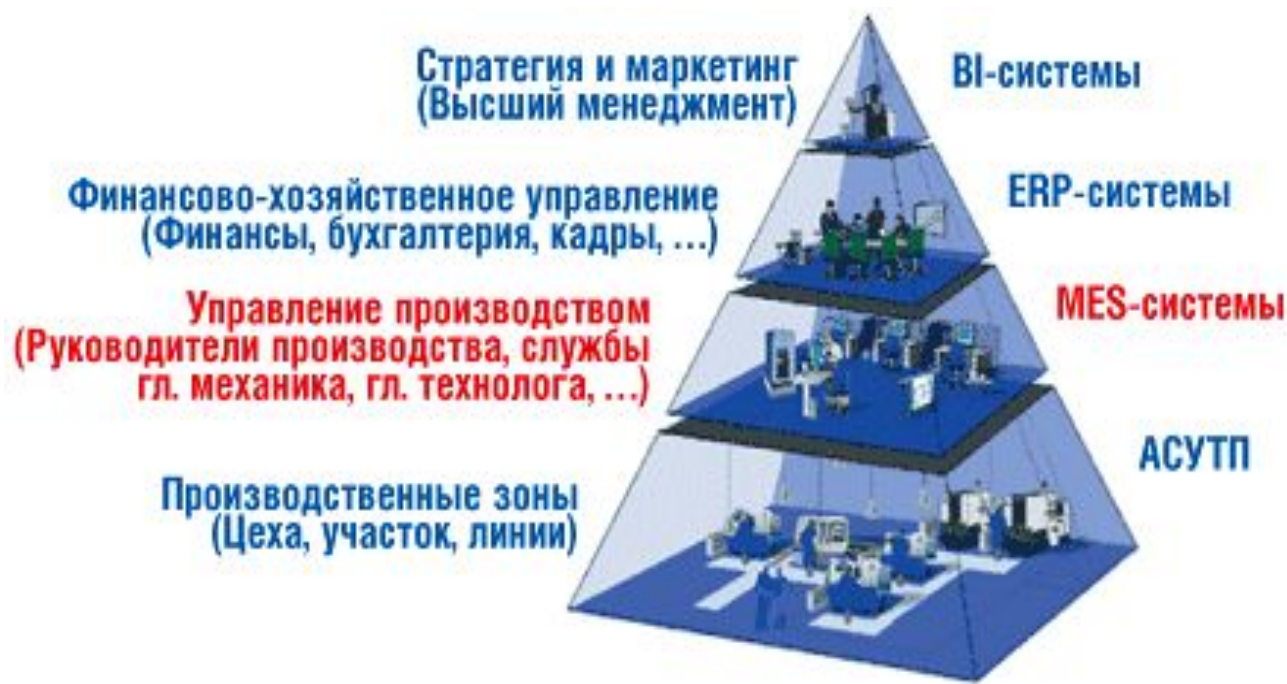 Стратегия и маркетинг
(Высший менеджмент)
BI-системы
Финансово-хозяйственное управление
(Финансы, бухгалтерия, кадры, ...)
ERP-системы
Управление производством
(Руководители производства, службы
гл. механика, гл. технолога, ...)
MES-системы
Производственные зоны
(Цеха, участок, линии)
АСУТП